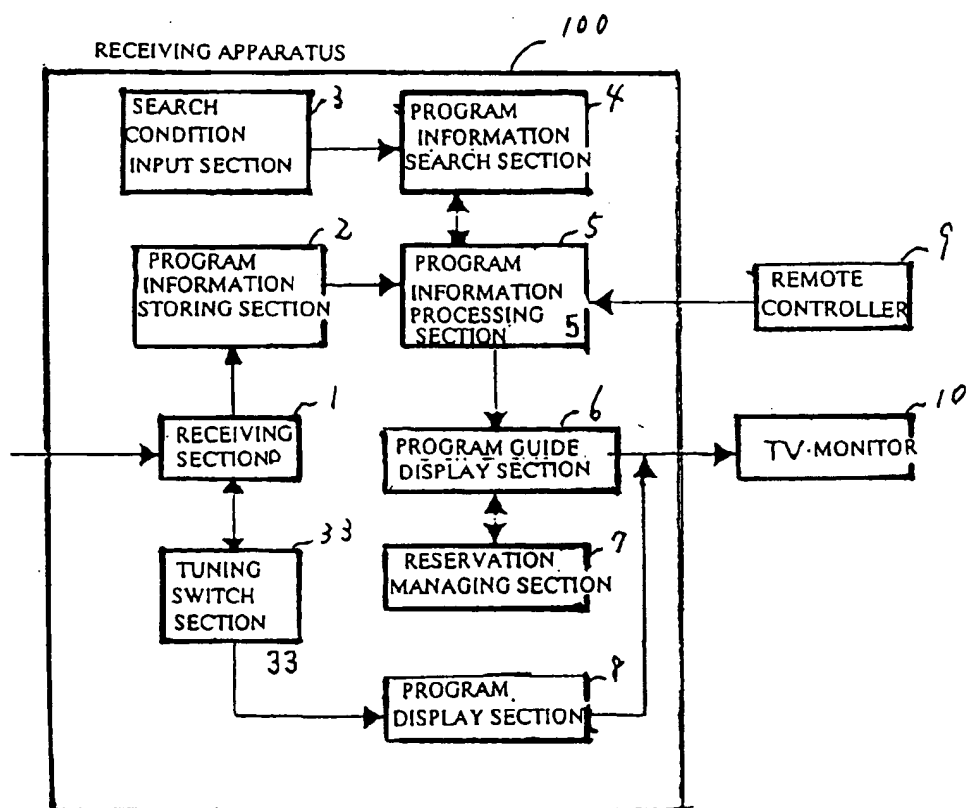 100
RECEIVING APPARATUS
3
SEARCH
CONDITION
INPUT SECTION
4
PROGRAM
INFORMATION
SEARCH SECTION
2
PROGRAM
INFORMATION
STORING SECTION
5
PROGRAM
INFORMATION
PROCESSING
SECTION 5
9
REMOTE
CONTROLLER
1
RECEIVING
SECTION
6
PROGRAM GUIDE
DISPLAY SECTION
10
TV·MONITOR
33
TUNING
SWITCH
SECTION
33
7
RESERVATION
MANAGING SECTION
8
PROGRAM
DISPLAY SECTION